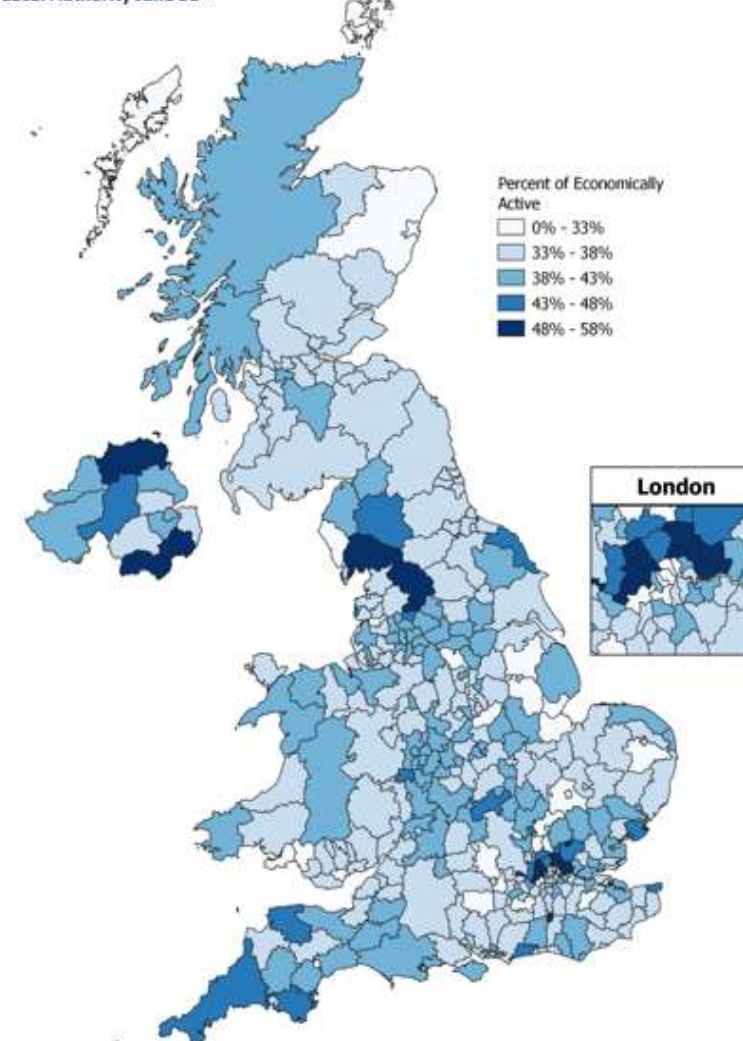 Percent of Economically
Active
0% - 33%
33% - 38%
38% - 43%
43% - 48%
48% - 58%
London